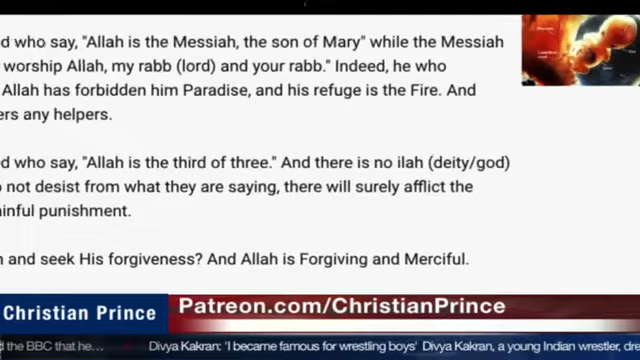 d who say, "Allah is the Messiah, the son of Mary" while the Messiah
worship Allah, my rabb (lord) and your rabb." Indeed, he who
Allah has forbidden him Paradise, and his refuge is the Fire. And
ers any helpers.
d who say, "Allah is the third of three." And there is no ilah (deity/god)
not desist from what they are saying, there will surely afflict the
inful punishment.
and seek His forgiveness? And Allah is Forgiving and Merciful.
Christian Prince
Patreon.com/ChristianPrince
d the BBC that he... Divya Kakran: 'I became famous for wrestling boys' Divya Kakran, a young Indian wrestler, dre